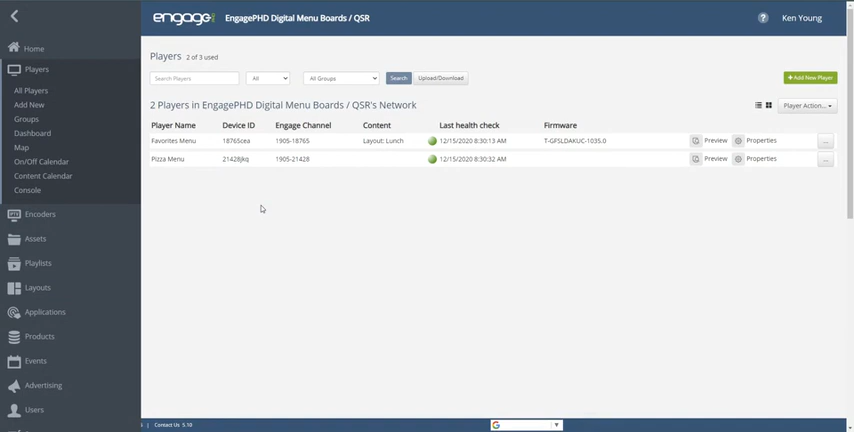 engage EngagePHD Digital Menu Boards / QSR ? Ken Young
Home
Players
All Players
Add New
Groups
Dashboard
Map
On/Off Calendar
Content Calendar
Console
Encoders
Assets
Playlists
Layouts
Applications
Products
Events
Advertising
Users
Players 2 of 3 used
Search Players All All Groups Search Upload/Download +Add New Player
2 Players in EngagePHD Digital Menu Boards / QSR's Network Player Action...
Player Name Device ID Engage Channel Content Last health check Firmware
Favorites Menu 18765cea 1905-18765 Layout: Lunch 12/15/2020 8:30:13 AM T-GFSLDAKUC-1035.0 Preview Properties ...
Pizza Menu 21428jkq 1905-21428 12/15/2020 8:30:32 AM Preview Properties ...
| Contact Us 5.10 G